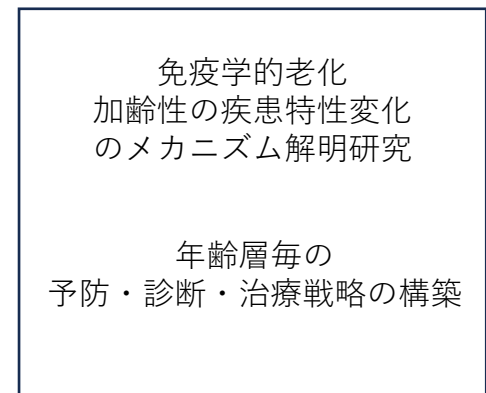 免疫学的老化
加齢性の疾患特性変化
のメカニズム解明研究
年齢層毎の
予防・診断・治療戦略の構築